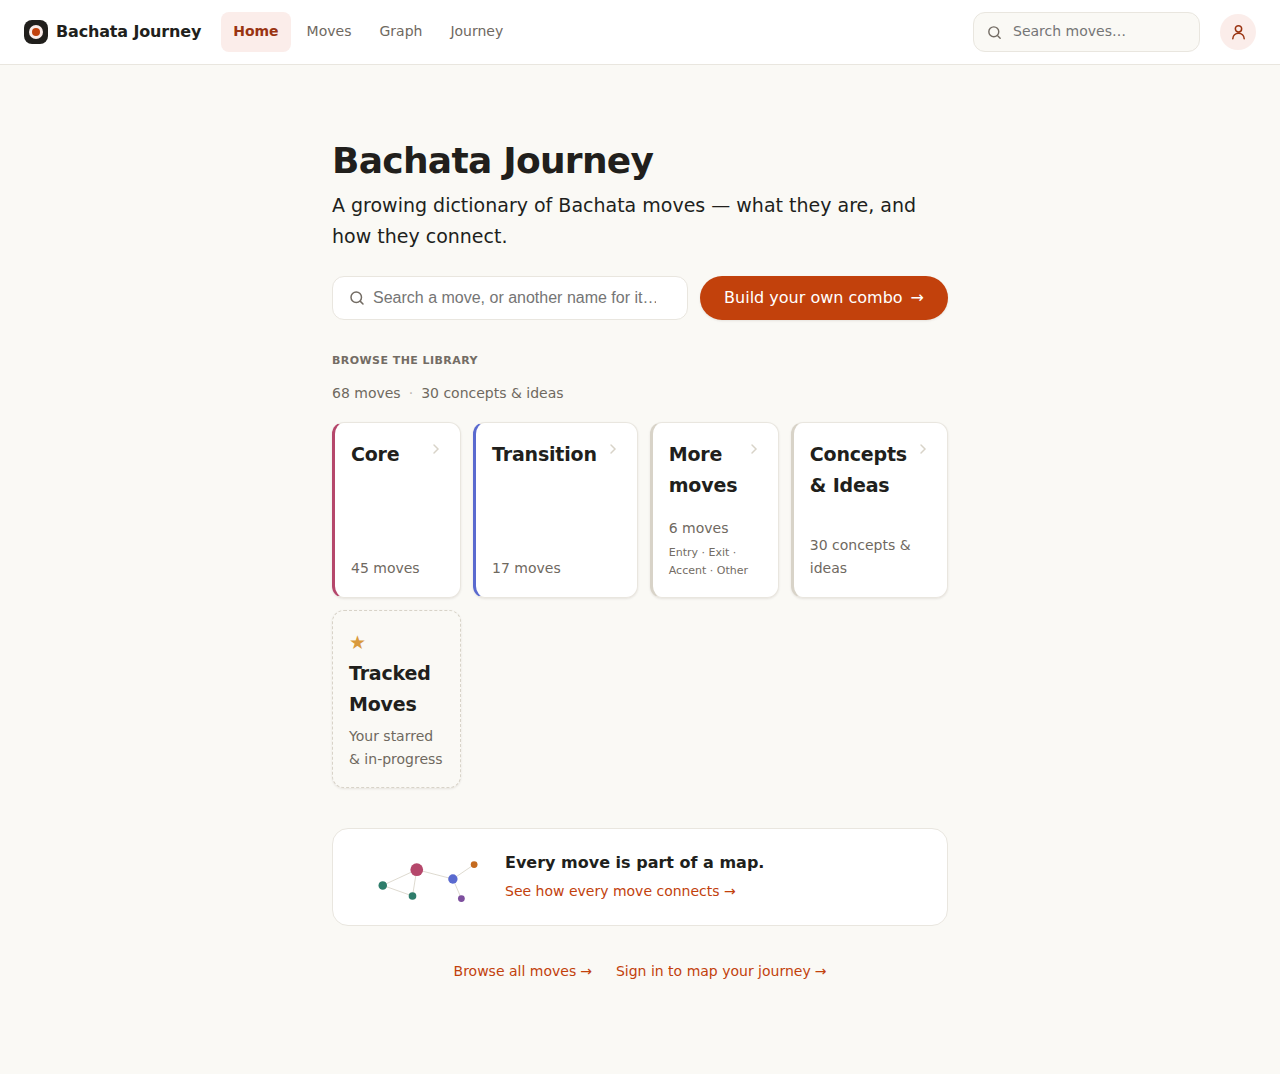 Bachata Journey
Home
Moves
Graph
Journey
Search moves...
Bachata Journey
A growing dictionary of Bachata moves — what they are, and
how they connect.
Search a move, or another name for it...
Build your own combo →
BROWSE THE LIBRARY
68 moves · 30 concepts & ideas
Core
45 moves
Transition
17 moves
More
moves
6 moves
Entry · Exit ·
Accent · Other
Concepts
& Ideas
30 concepts &
ideas
★
Tracked
Moves
Your starred
& in-progress
Every move is part of a map.
See how every move connects →
Browse all moves →
Sign in to map your journey →